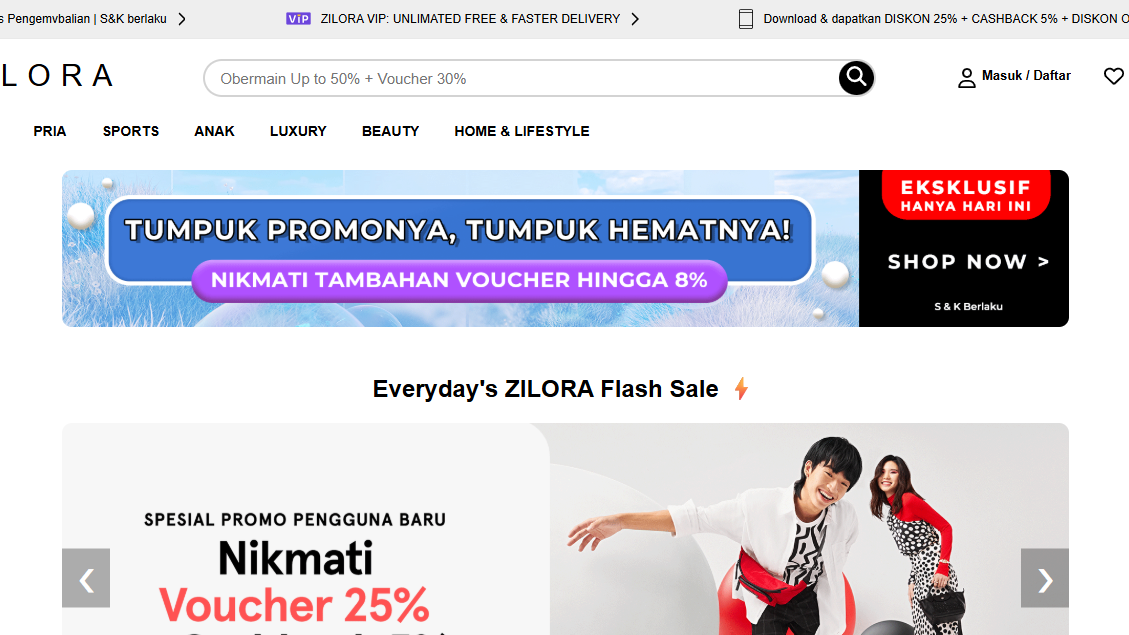 s Pengemvbalian | S&K berlaku
ViP ZILORA VIP: UNLIMATED FREE & FASTER DELIVERY
Download & dapatkan DISKON 25% + CASHBACK 5% + DISKON O
LORA
Obermain Up to 50% + Voucher 30%
Masuk / Daftar
PRIA SPORTS ANAK LUXURY BEAUTY HOME & LIFESTYLE
TUMPUK PROMONYA, TUMPUK HEMATNYA!
NIKMATI TAMBAHAN VOUCHER HINGGA 8%
EKSKLUSIF
HANYA HARI INI
SHOP NOW >
S & K Berlaku
Everyday's ZILORA Flash Sale
SPESIAL PROMO PENGGUNA BARU
Nikmati
Voucher 25%